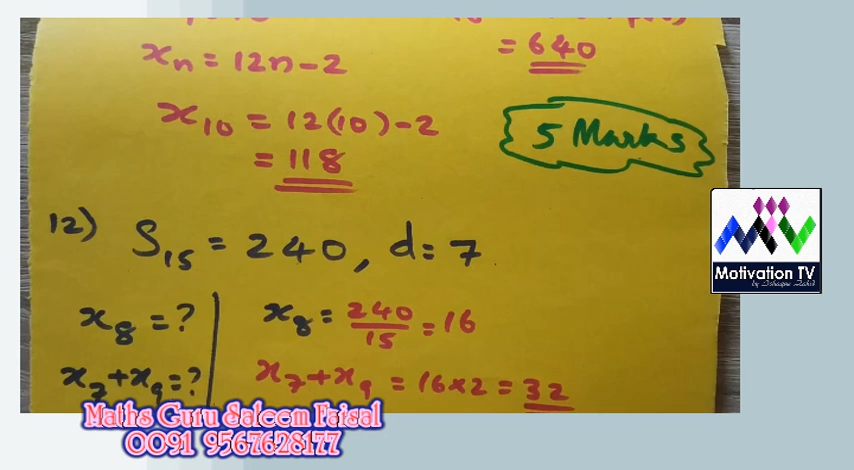 = 640
xn = 12n-2
x10 = 12(10)-2
= 118
5 Marks
12) S15 = 240, d = 7
x8 = ?
x8 = 240/15 = 16
x7+x9 = ?
x7+x9 = 16×2 = 32
Motivation TV
Maths Guru Saleem Faisal
0091 9567628177